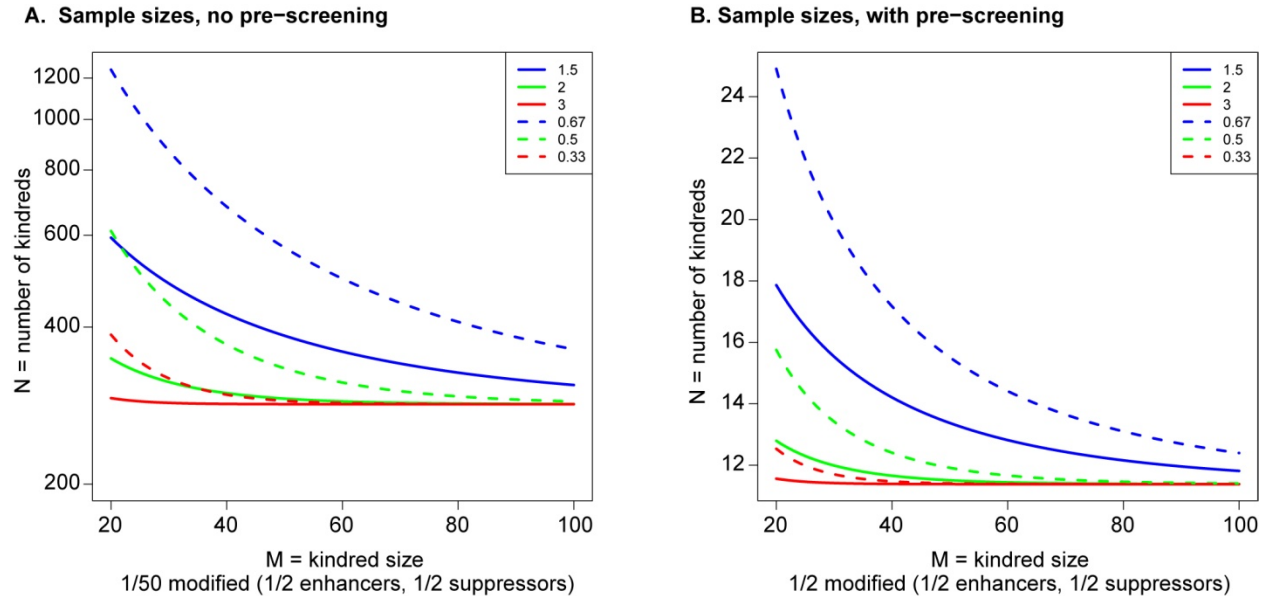 A. Sample sizes, no pre−screening
1200
1000
800
600
400
200
N = number of kindreds
1.5
2
3
0.67
0.5
0.33
20 40 60 80 100
M = kindred size
1/50 modified (1/2 enhancers, 1/2 suppressors)
B. Sample sizes, with pre−screening
24
22
20
18
16
14
12
N = number of kindreds
1.5
2
3
0.67
0.5
0.33
20 40 60 80 100
M = kindred size
1/2 modified (1/2 enhancers, 1/2 suppressors)